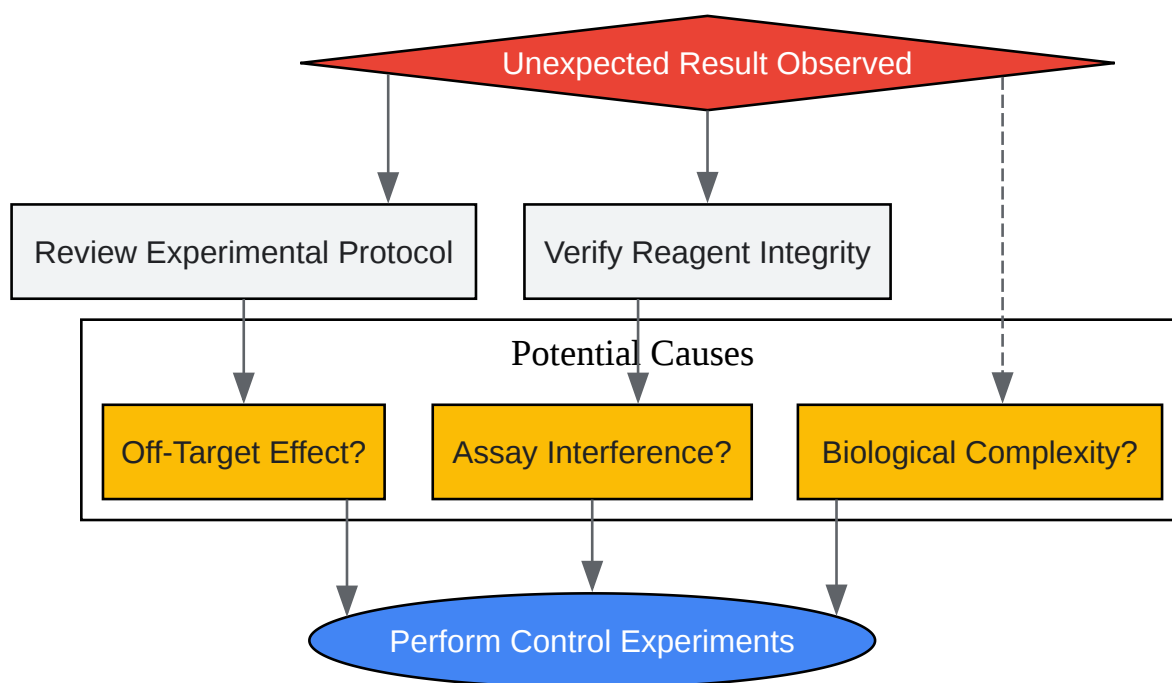 Unexpected Result Observed
Review Experimental Protocol
Verify Reagent Integrity
Potential Causes
Off-Target Effect?
Assay Interference?
Biological Complexity?
Perform Control Experiments